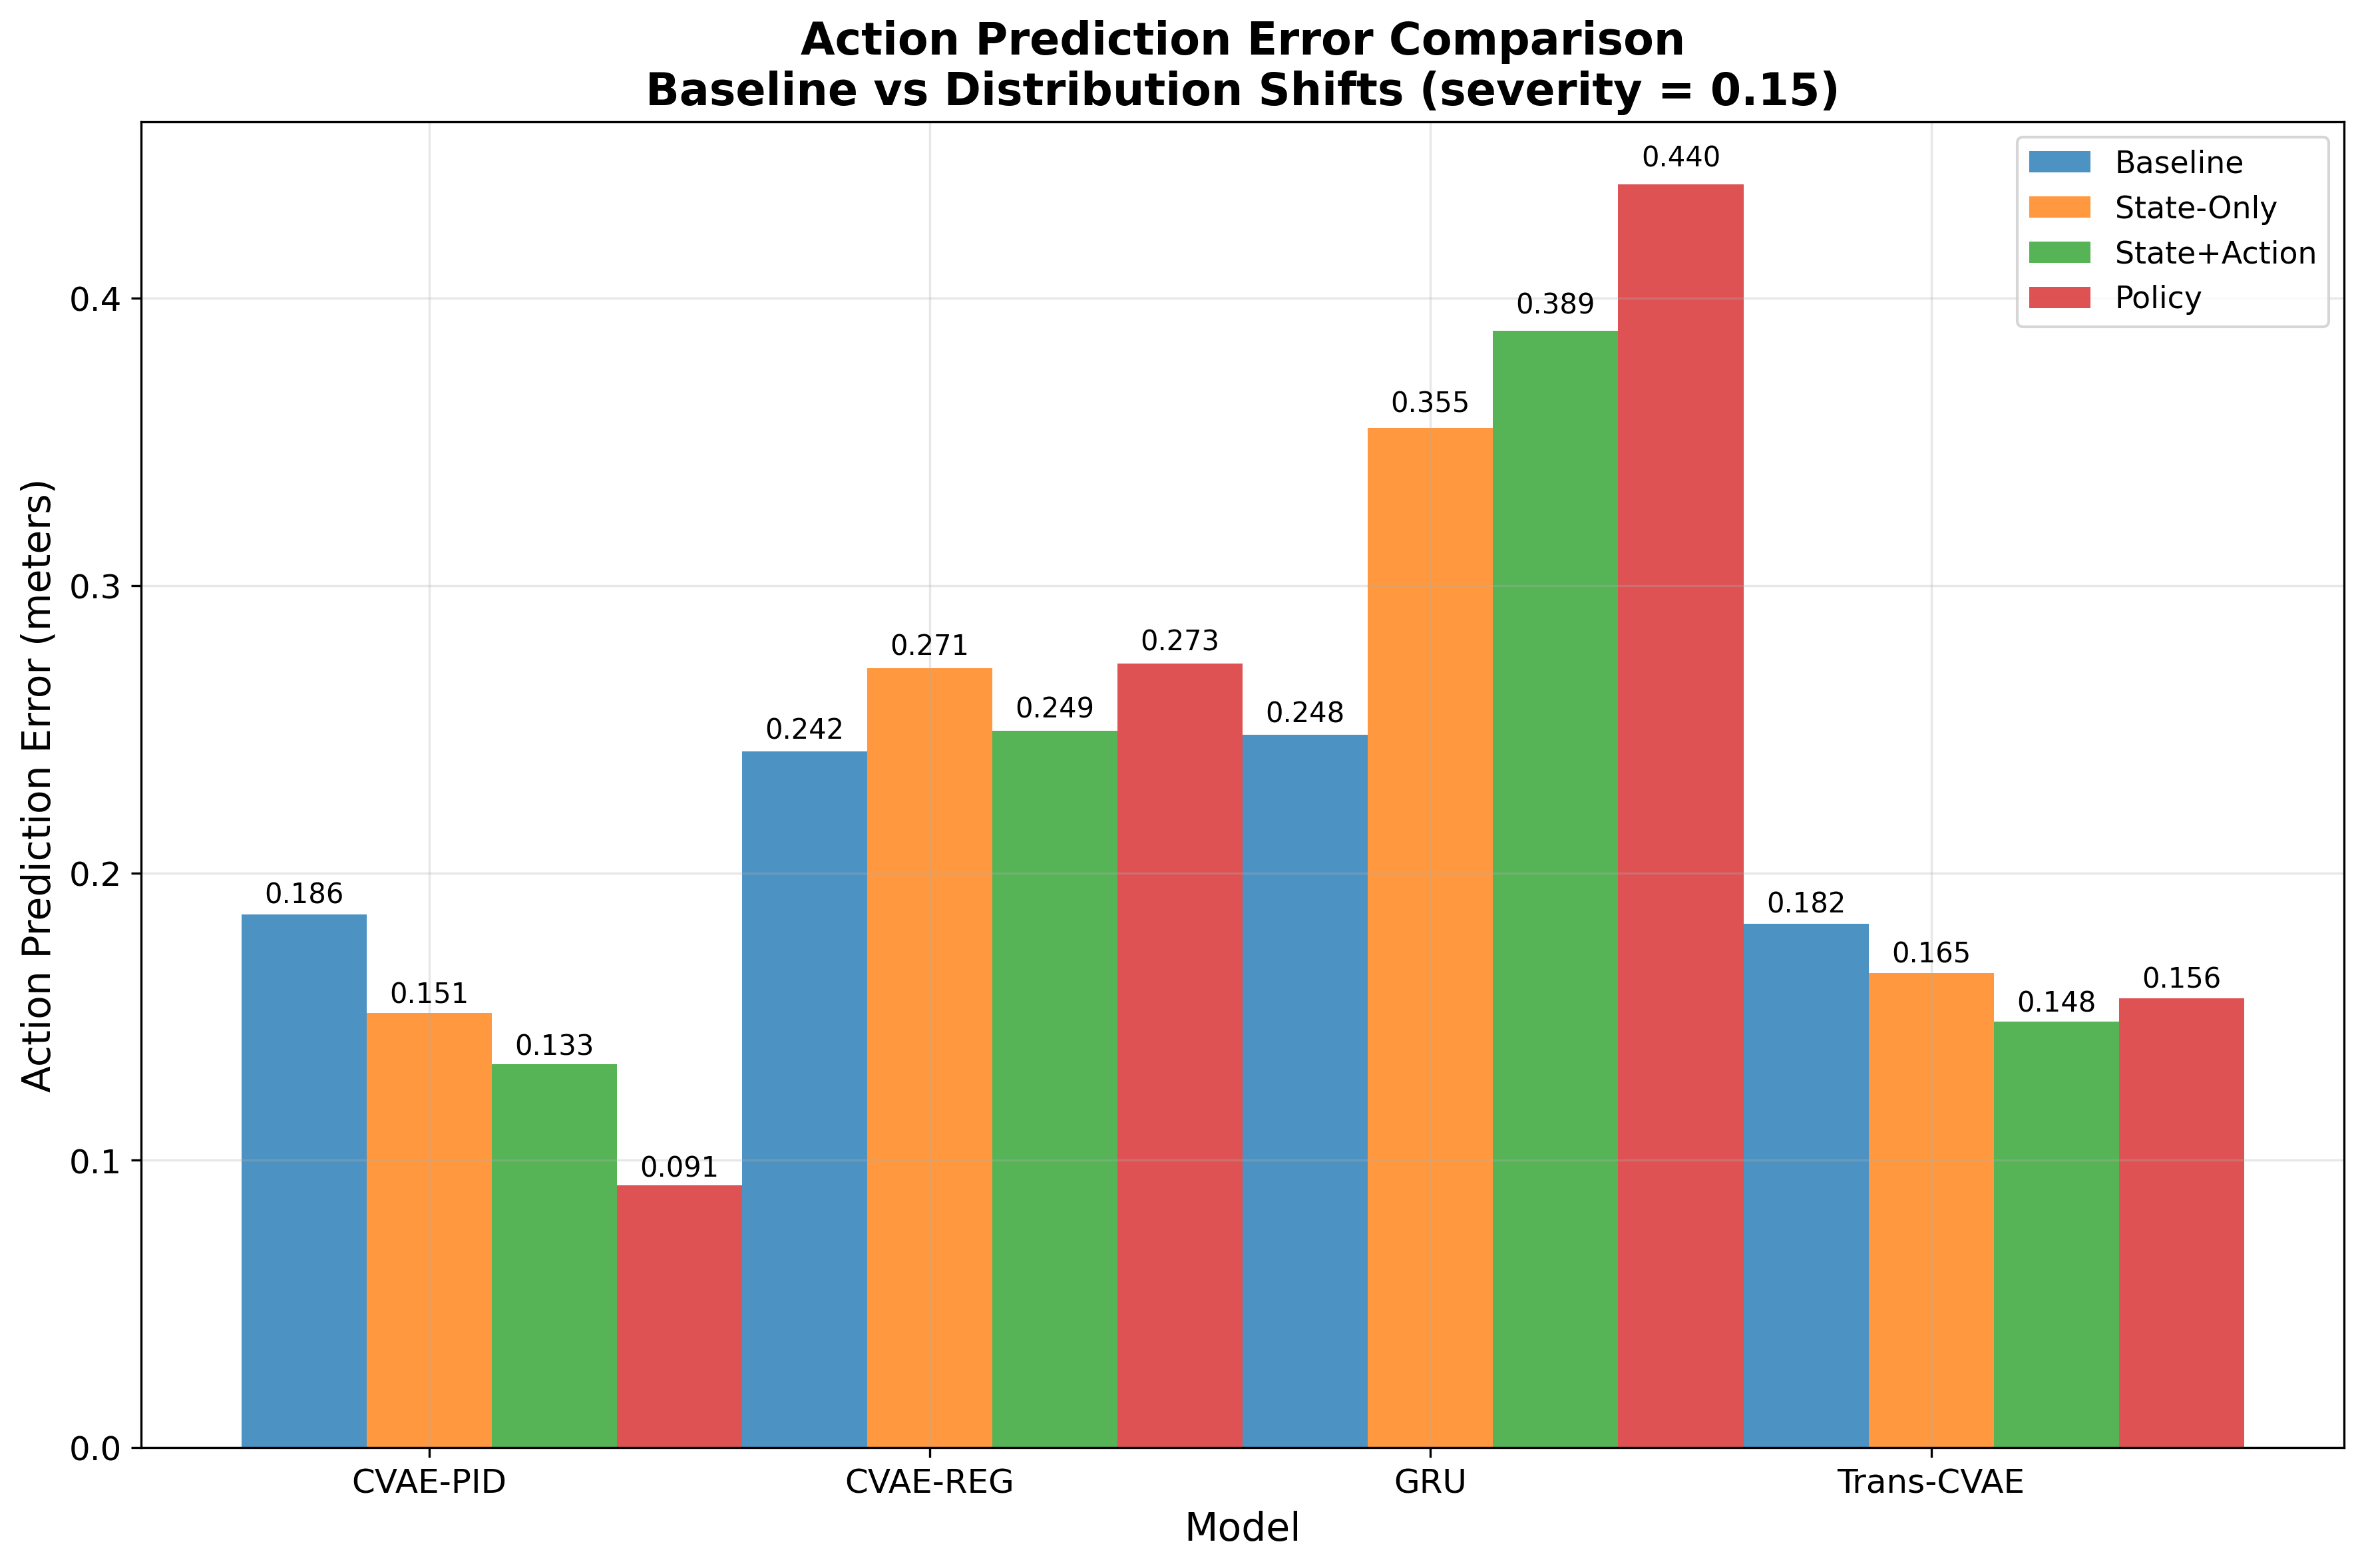 Action Prediction Error Comparison
Baseline vs Distribution Shifts (severity = 0.15)
Baseline
State-Only
State+Action
Policy
Action Prediction Error (meters)
0.4
0.3
0.2
0.1
0.0
0.186
0.151
0.133
0.091
0.242
0.271
0.249
0.273
0.248
0.355
0.389
0.440
0.182
0.165
0.148
0.156
CVAE-PID
CVAE-REG
GRU
Trans-CVAE
Model